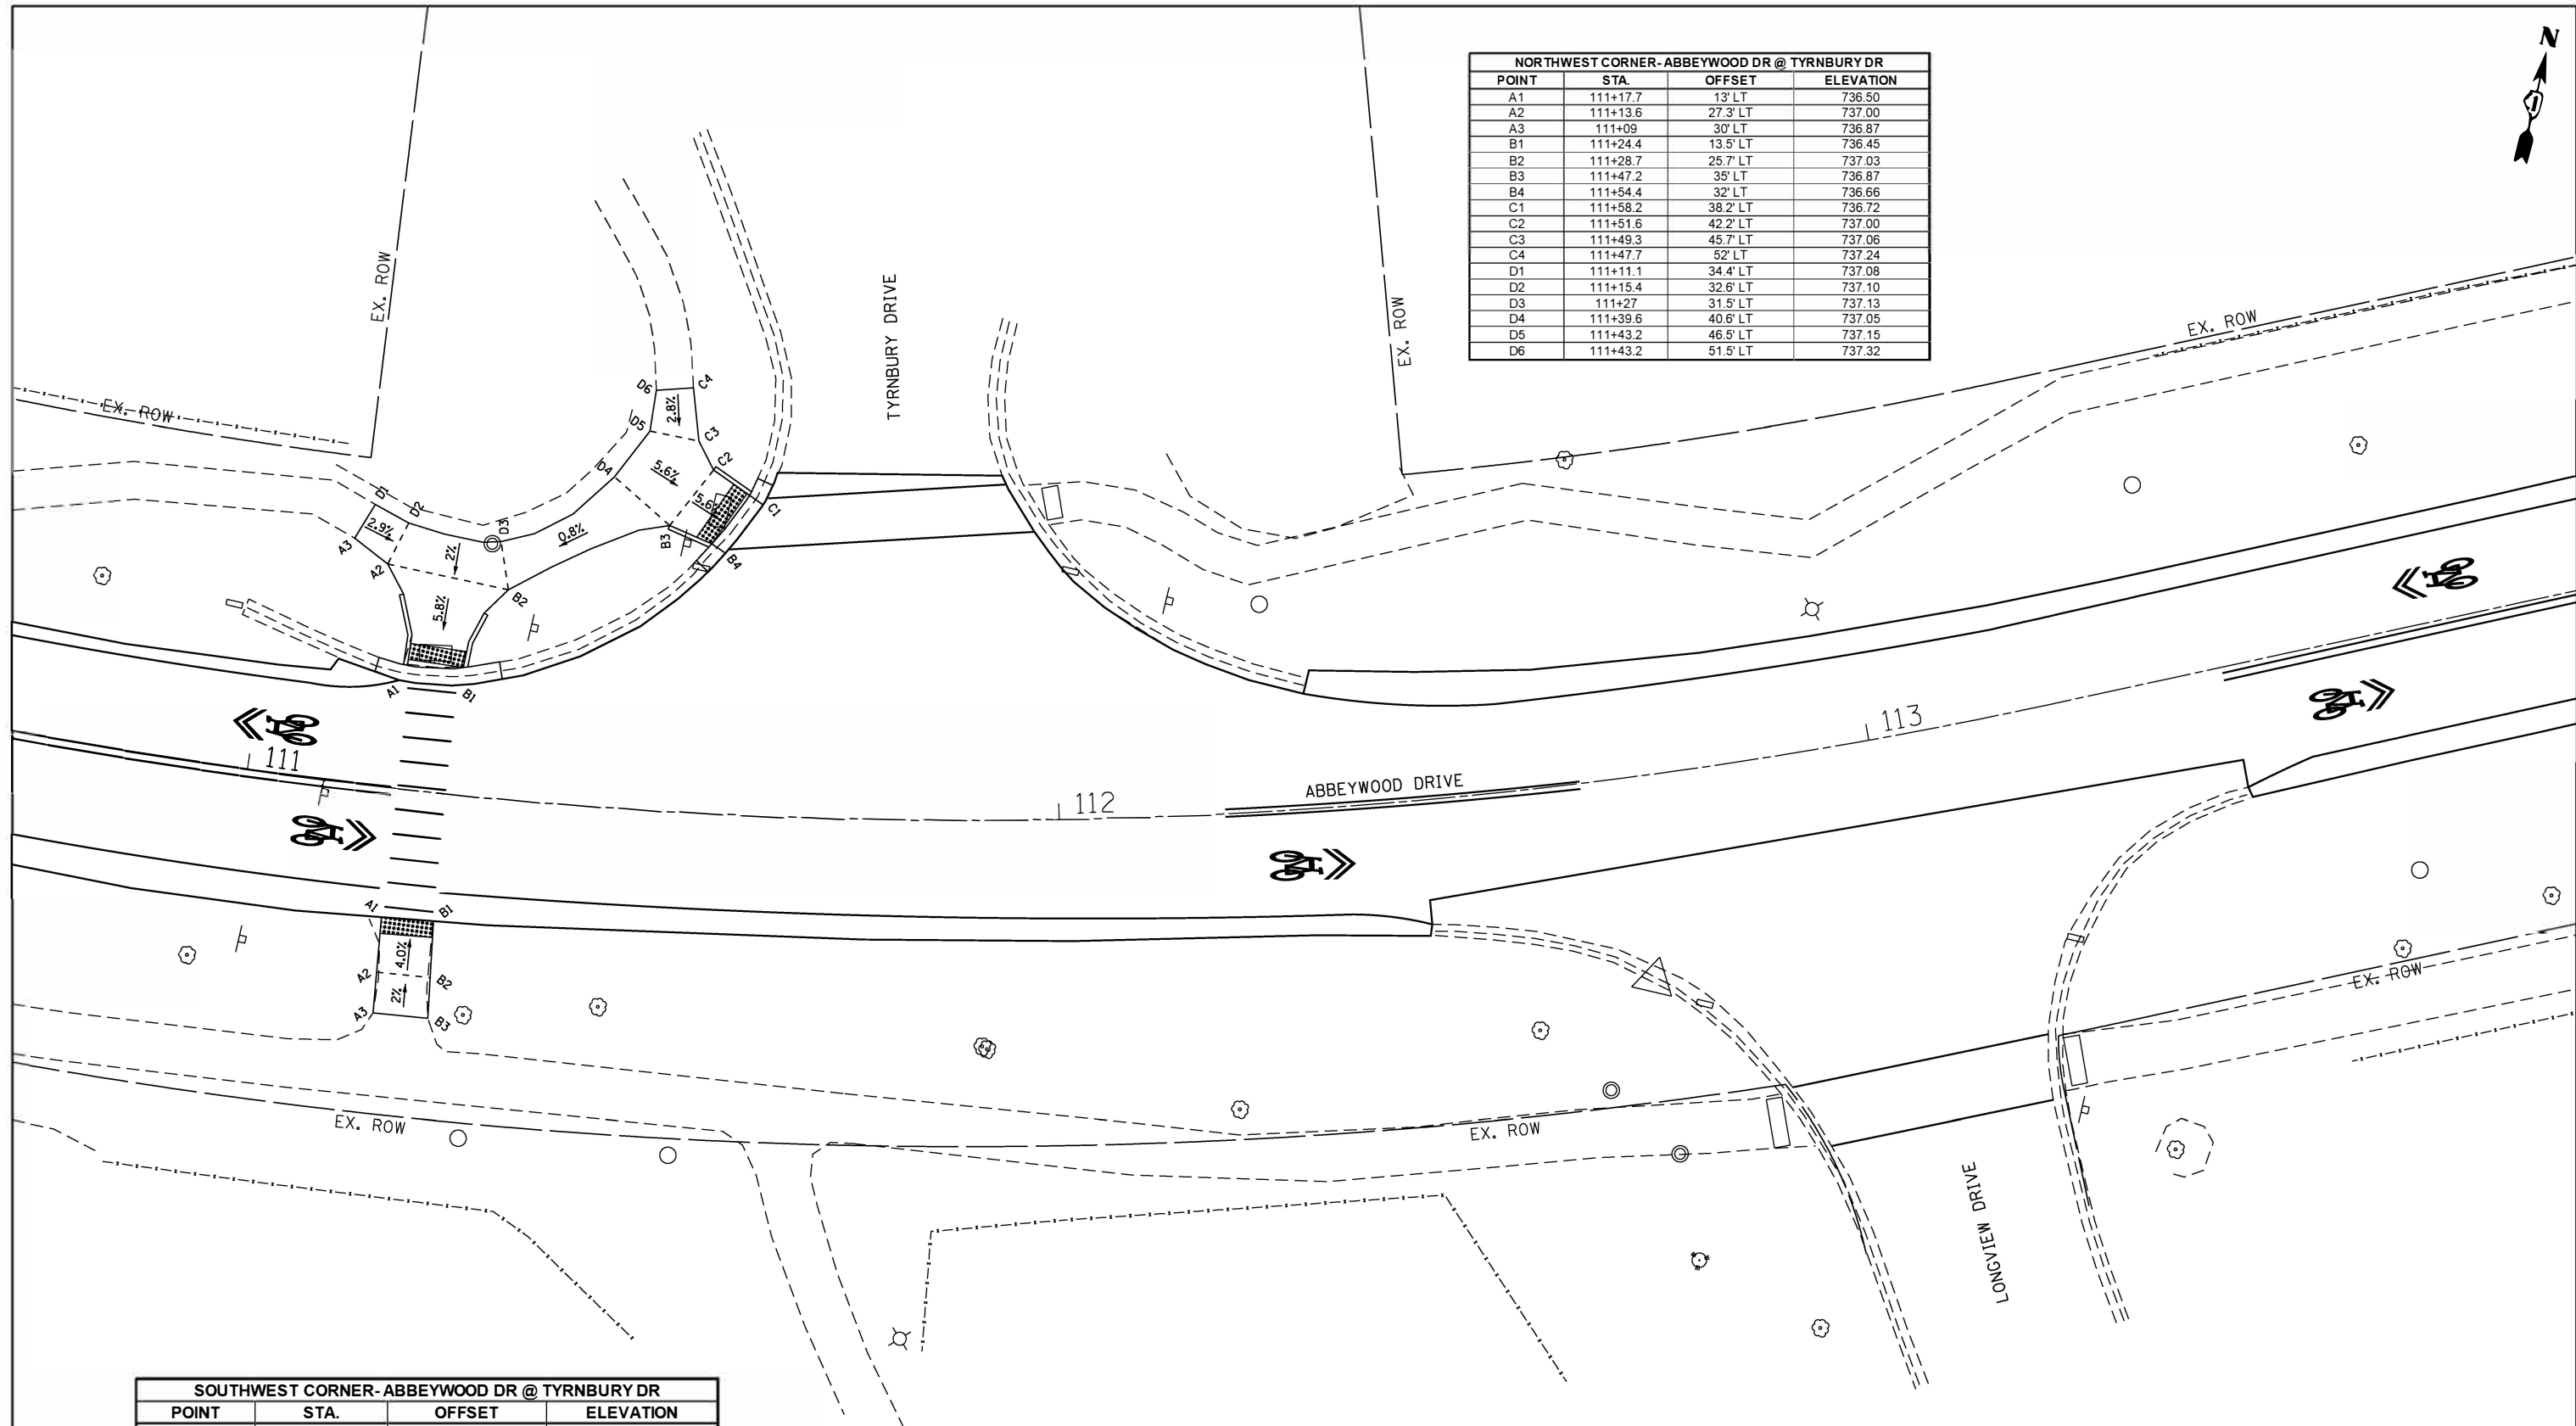 N
NORTHWEST CORNER- ABBEYWOOD DR @ TYRNBURY DR
POINT STA. OFFSET ELEVATION
A1 111+17.7 13' LT 736.50
A2 111+13.6 27.3' LT 737.00
A3 111+09 30' LT 736.87
B1 111+24.4 13.5' LT 736.45
B2 111+28.7 25.7' LT 737.03
B3 111+47.2 35' LT 736.87
B4 111+54.4 32' LT 736.66
C1 111+58.2 38.2' LT 736.72
C2 111+51.6 42.2' LT 737.00
C3 111+49.3 45.7' LT 737.06
C4 111+47.7 52' LT 737.24
D1 111+11.1 34.4' LT 737.08
D2 111+15.4 32.6' LT 737.10
D3 111+27 31.5' LT 737.13
D4 111+39.6 40.6' LT 737.05
D5 111+43.2 46.5' LT 737.15
D6 111+43.2 51.5' LT 737.32
EX. ROW
TYRNBURY DRIVE
EX. ROW
EX. ROW
EX. ROW
D6
C4
2.8%
D5
C3
C2
D4
5.6%
5.6
C1
D1
D2
D3
2.9%
0.8%
B3
B4
A3
2%
A2
B2
5.8%
A1
B1
111
112
ABBEYWOOD DRIVE
113
A1
B1
4.0%
A2
B2
2%
A3
B3
EX. ROW
EX. ROW
EX. ROW
LONGVIEW DRIVE
SOUTHWEST CORNER- ABBEYWOOD DR @ TYRNBURY DR
POINT STA. OFFSET ELEVATION